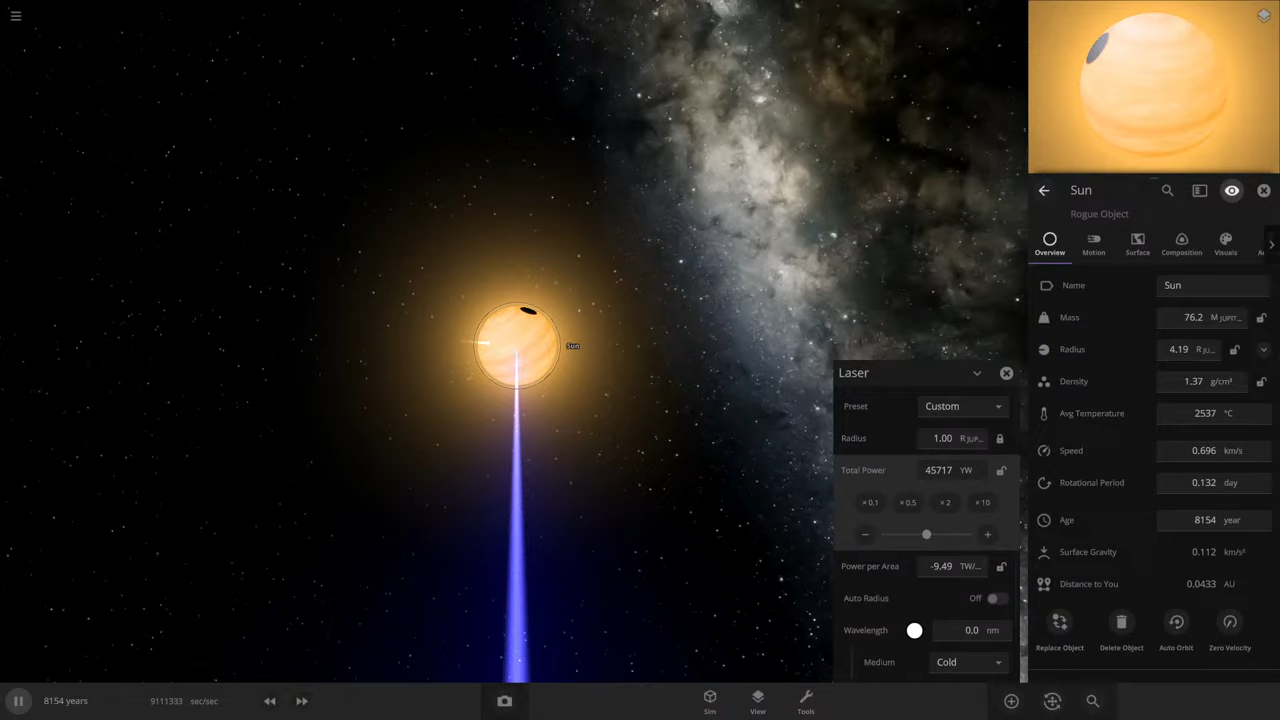 Sun
Rogue Object
Overview
Motion
Surface
Composition
Visuals
Name
Sun
Mass
76.2 M JUPIT...
Radius
4.19 R JU...
Density
1.37 g/cm³
Avg Temperature
2537 °C
Speed
0.696 km/s
Rotational Period
0.132 day
Age
8154 year
Surface Gravity
0.112 km/s²
Distance to You
0.0433 AU
Replace Object
Delete Object
Auto Orbit
Zero Velocity
Sun
Laser
Preset
Custom
Radius
1.00 R JUP...
Total Power
45717 YW
× 0.1
× 0.5
× 2
× 10
Power per Area
-9.49 TW/...
Auto Radius
Off
Wavelength
0.0 nm
Medium
Cold
8154 years
9111333 sec/sec
Sim
View
Tools